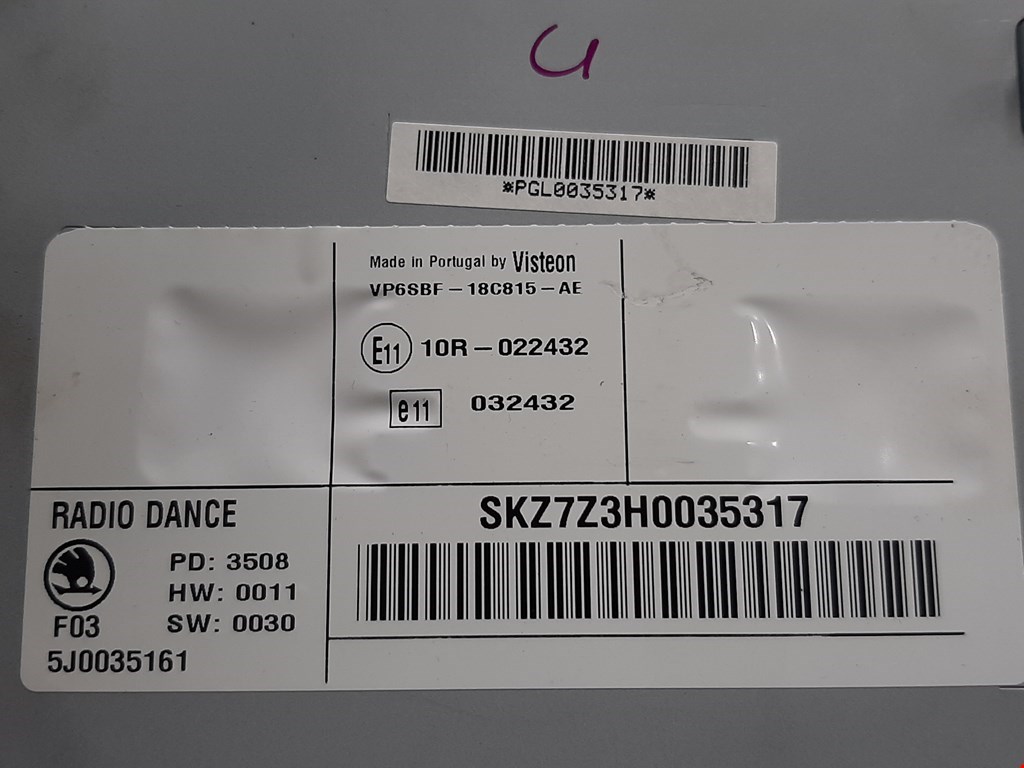 *PGL0035317*
Made in Portugal by Visteon
VP6SBF-18C815-AE
E11 10R-022432
e11 032432
RADIO DANCE
SKZ7Z3H0035317
PD: 3508
HW: 0011
F03 SW: 0030
5J0035161